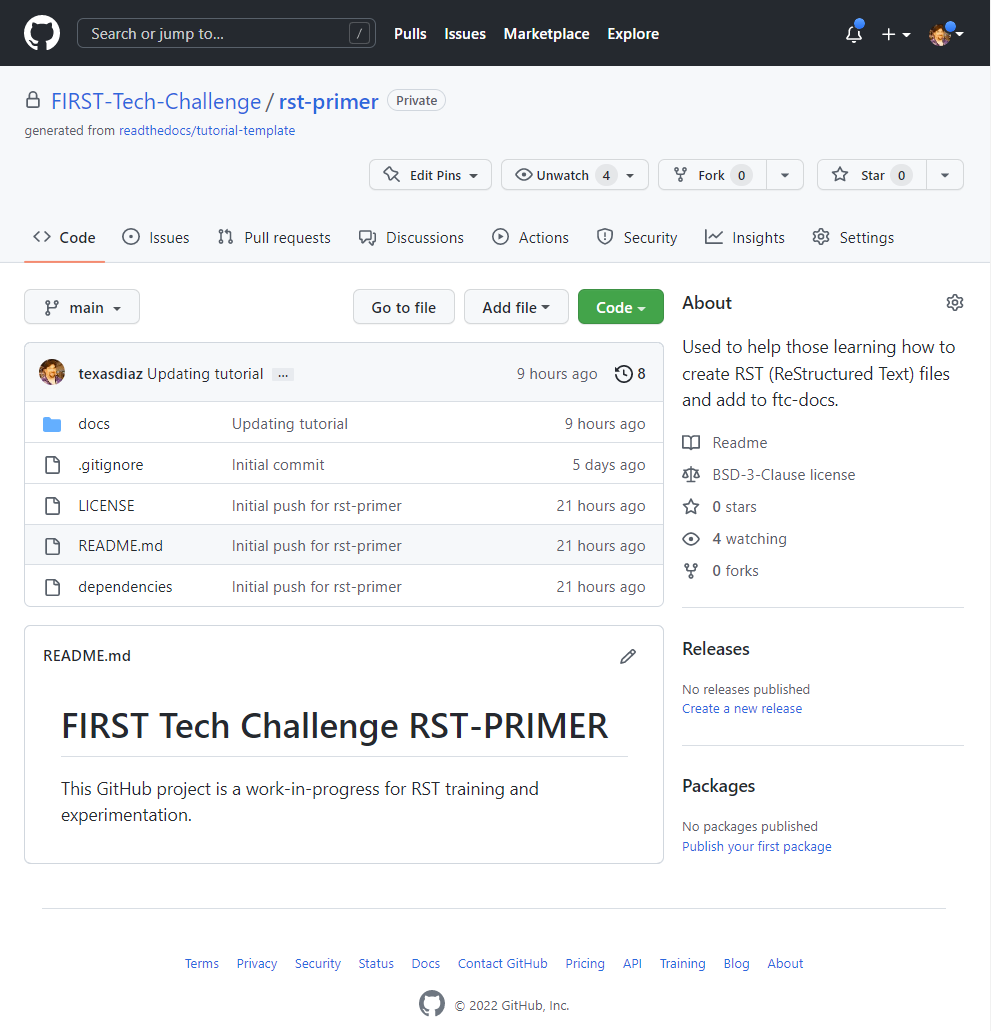 Search or jump to... / Pulls Issues Marketplace Explore
FIRST-Tech-Challenge / rst-primer Private
generated from readthedocs/tutorial-template
Edit Pins Unwatch 4 Fork 0 Star 0
Code Issues Pull requests Discussions Actions Security Insights Settings
main Go to file Add file Code
texasdiaz Updating tutorial ... 9 hours ago 8
docs Updating tutorial 9 hours ago
.gitignore Initial commit 5 days ago
LICENSE Initial push for rst-primer 21 hours ago
README.md Initial push for rst-primer 21 hours ago
dependencies Initial push for rst-primer 21 hours ago
README.md
FIRST Tech Challenge RST-PRIMER
This GitHub project is a work-in-progress for RST training and
experimentation.
About
Used to help those learning how to
create RST (ReStructured Text) files
and add to ftc-docs.
Readme
BSD-3-Clause license
0 stars
4 watching
0 forks
Releases
No releases published
Create a new release
Packages
No packages published
Publish your first package
Terms Privacy Security Status Docs Contact GitHub Pricing API Training Blog About
© 2022 GitHub, Inc.